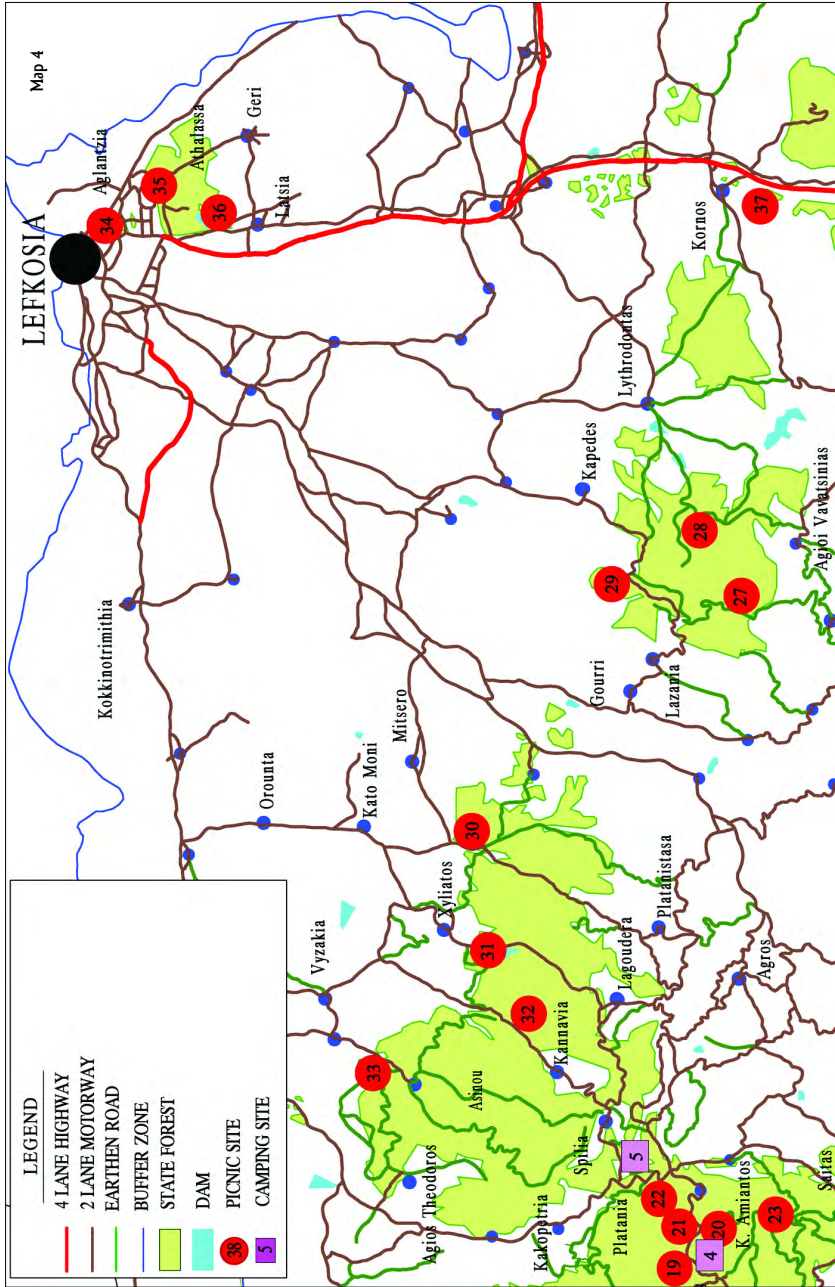 Map 4
LEFKOSIA
34
Aglantzia
35
Athalassa
36
Geri
Latsia
Kokkinotrimithia
Orounta
Kato Moni
Mitsero
LEGEND
4 LANE HIGHWAY
2 LANE MOTORWAY
EARTHEN ROAD
BUFFER ZONE
STATE FOREST
DAM
38 PICNIC SITE
5 CAMPING SITE
Vyzakia
Xyliatos
30
31
32
33
Asinou
Kannavia
Lagoudera
Platanistasa
Agros
Agios Theodoros
Kakopetria
Spilia
5
Platania
22
21
20
19
4
K. Amiantos
23
Saitas
Gourri
Lazania
29
Kapedes
28
27
Agioi Vavatsinias
Lythrodontas
Kornos
37